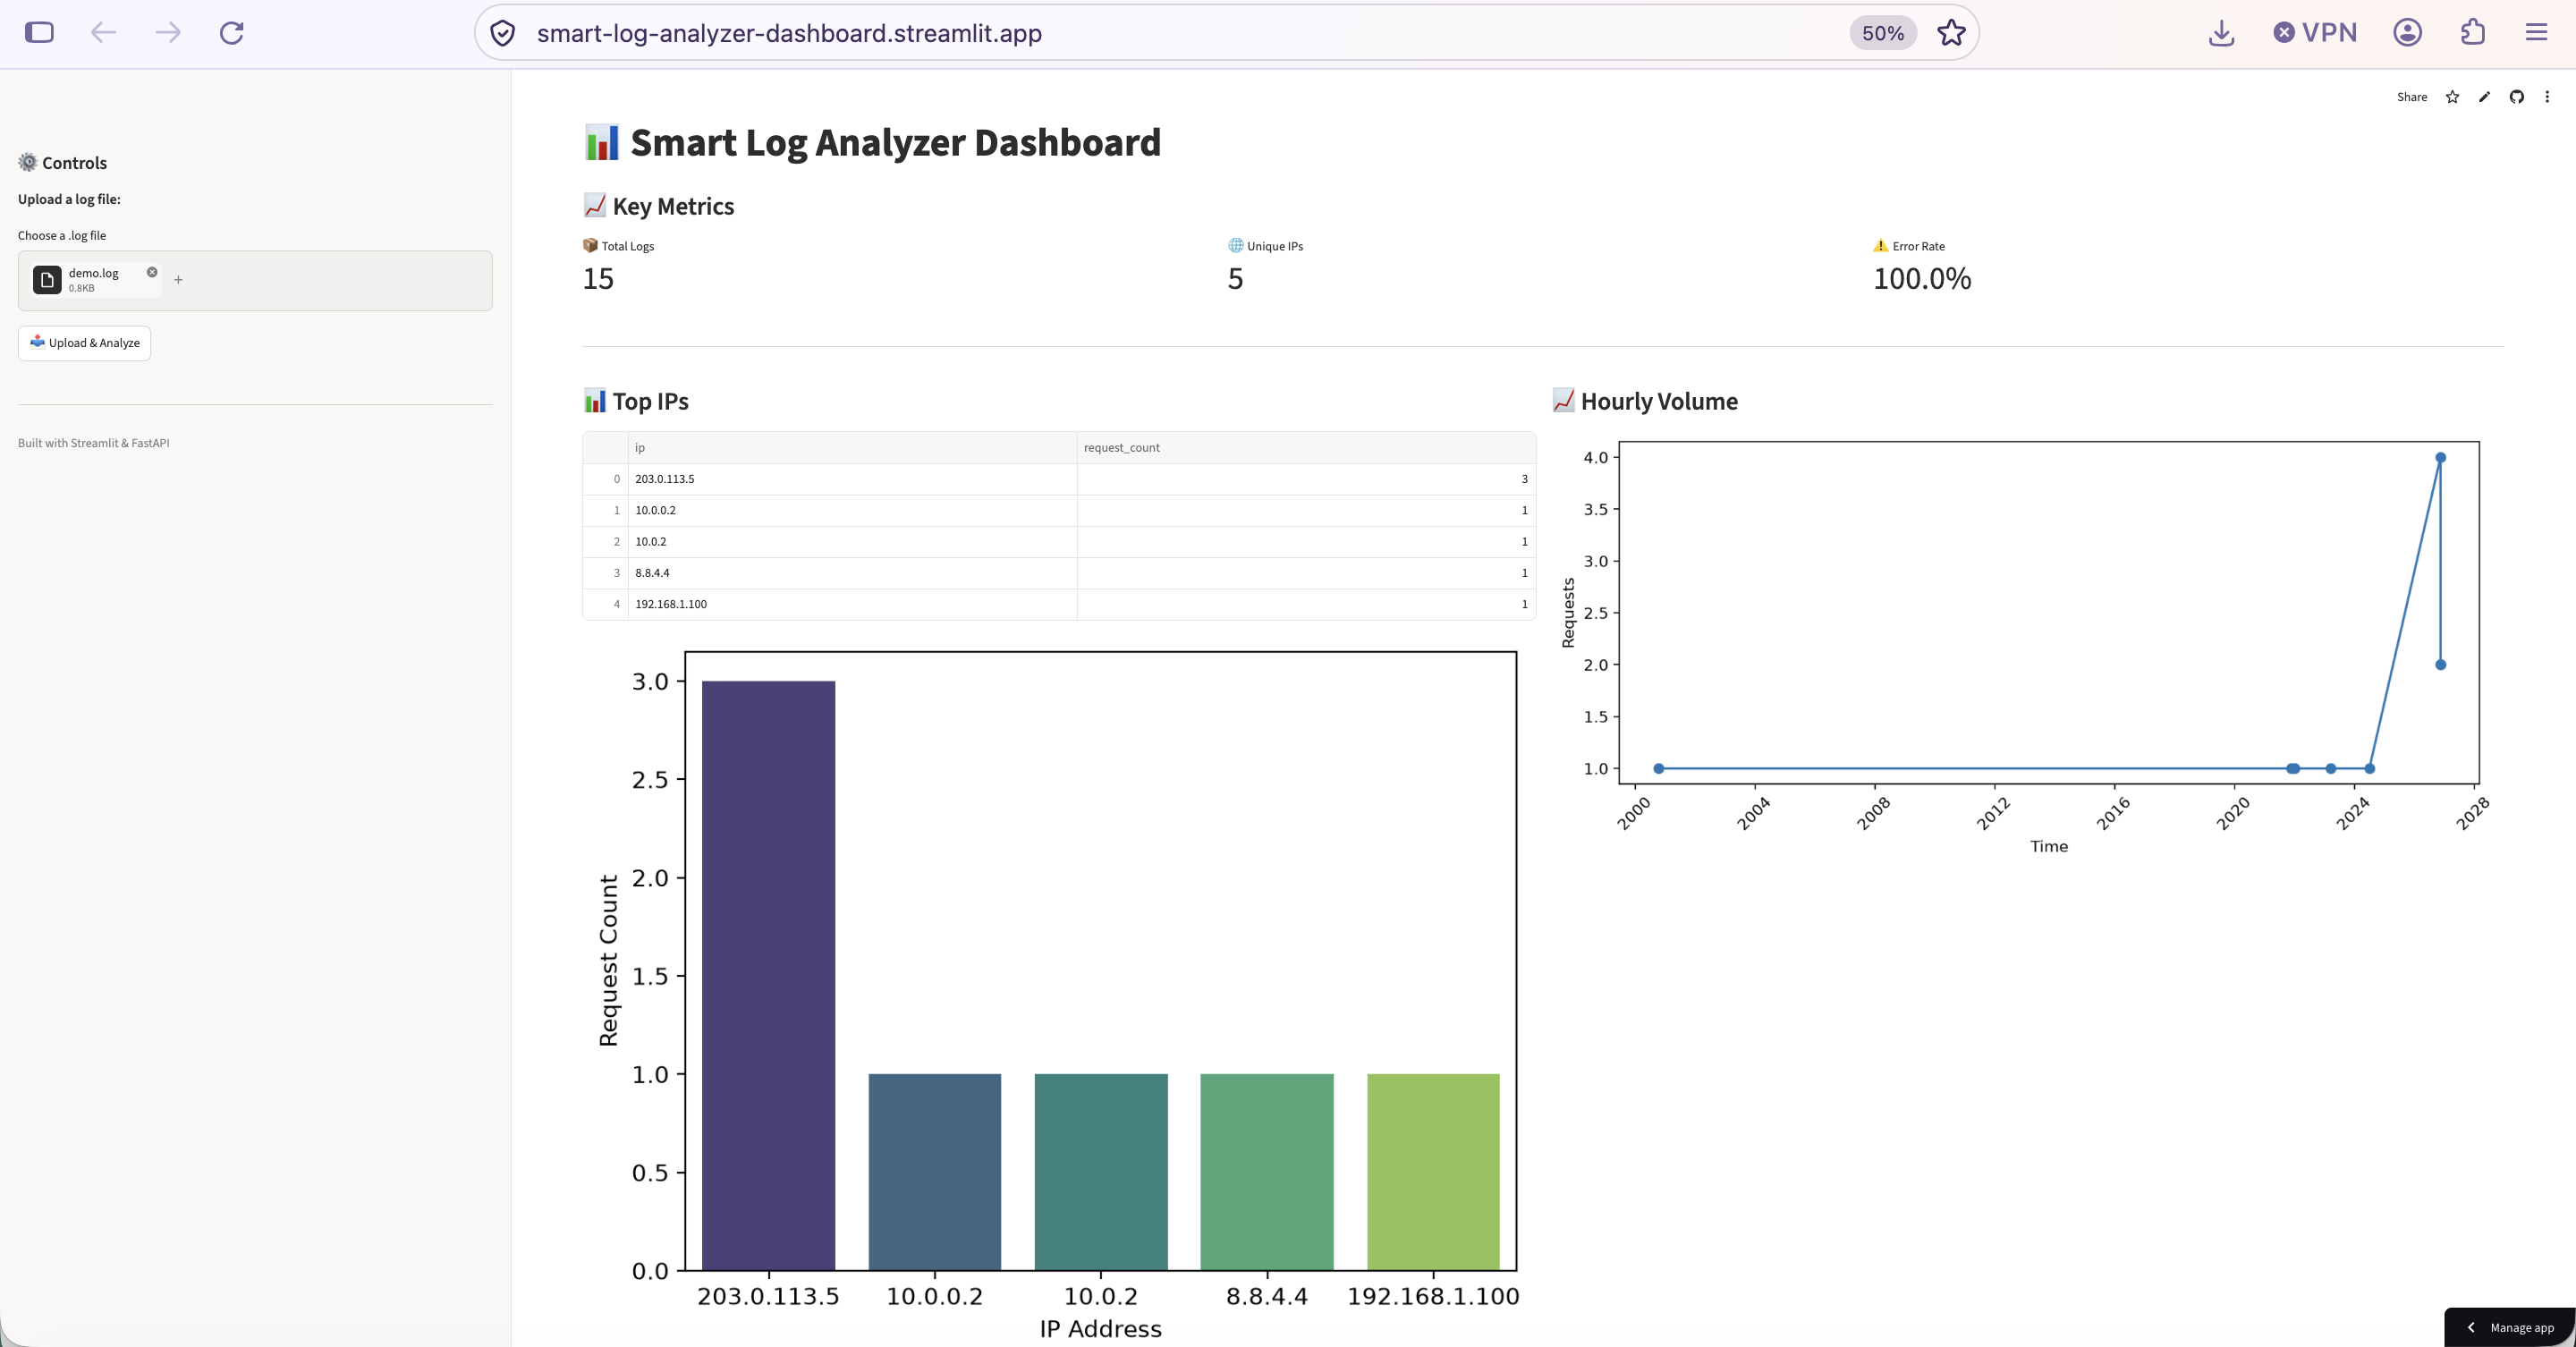 smart-log-analyzer-dashboard.streamlit.app
50%
VPN
Share
Controls
Upload a log file:
Choose a .log file
demo.log
0.8KB
+
Upload & Analyze
Built with Streamlit & FastAPI
Smart Log Analyzer Dashboard
Key Metrics
Total Logs
15
Unique IPs
5
Error Rate
100.0%
Top IPs
ip request_count
0 203.0.113.5 3
1 10.0.0.2 1
2 10.0.2 1
3 8.8.4.4 1
4 192.168.1.100 1
3.0
2.5
2.0
1.5
1.0
0.5
0.0
Request Count
203.0.113.5 10.0.0.2 10.0.2 8.8.4.4 192.168.1.100
IP Address
Hourly Volume
4.0
3.5
3.0
2.5
2.0
1.5
1.0
Requests
2000 2004 2008 2012 2016 2020 2024 2028
Time
Manage app